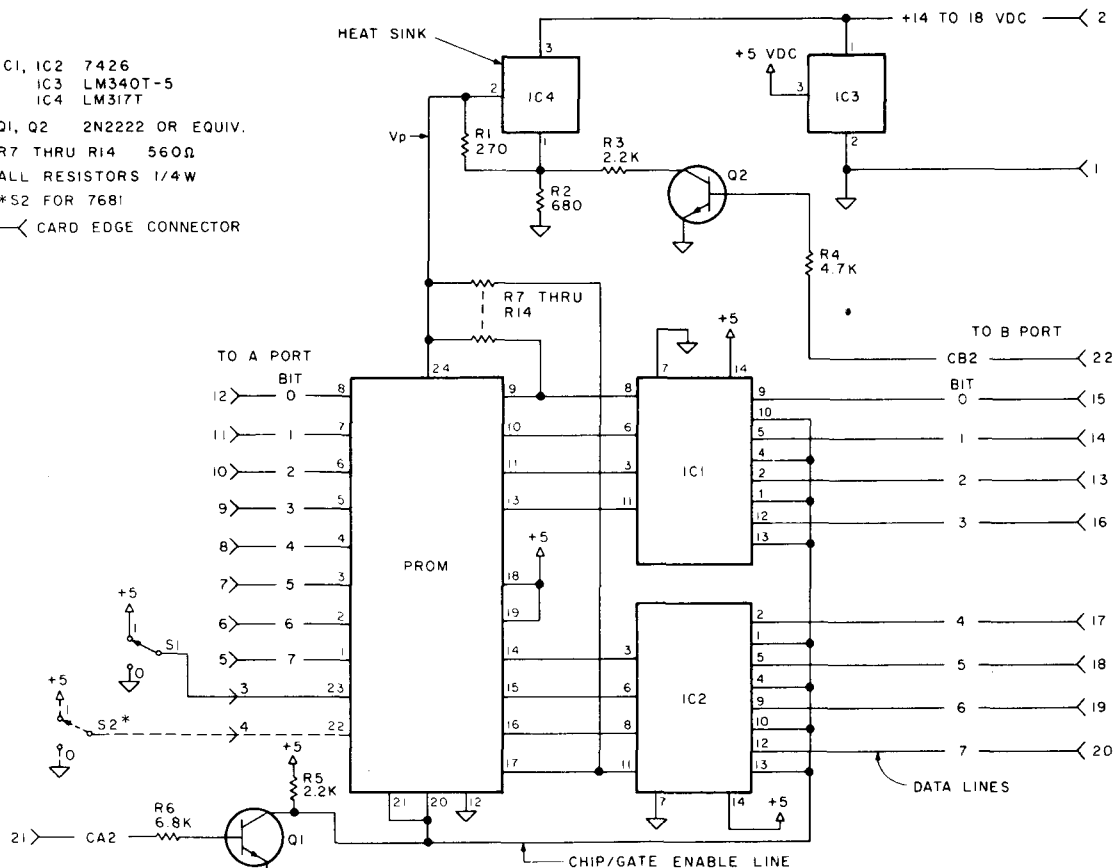 C1, IC2 7426
IC3 LM340T-5
IC4 LM317T
Q1, Q2 2N2222 OR EQUIV.
R7 THRU R14 560Ω
ALL RESISTORS 1/4W
*S2 FOR 7681
CARD EDGE CONNECTOR
HEAT SINK
+14 TO 18 VDC 2
3
IC4
2
1
+5 VDC
1
3
IC3
2
1
Vp
R1
270
R2
680
R3
2.2K
Q2
R4
4.7K
R7 THRU
R14
+5
TO B PORT
CB2 22
TO A PORT
BIT
24
7 14
BIT
12 0 8
9 8
9 0 15
10
11 1 7
10 6
5 1 14
4
10 2 6
11 3
IC1
2 2 13
1
9 3 5
13 11
12 3 16
13
8 4 4
PROM
+5
7 5 3
18
6 6 2
19
2 4 17
1
5 7 1
14 3
5 5 18
4
+5
1
S1
0
3 23
15 6
IC2
9 6 19
10
+5
1
S2*
0
4 22
16 8
12 7 20
13
17 11
DATA LINES
+5
R5
2.2K
21 20 12
7 14
+5
R6
6.8K
21 CA2
Q1
CHIP/GATE ENABLE LINE